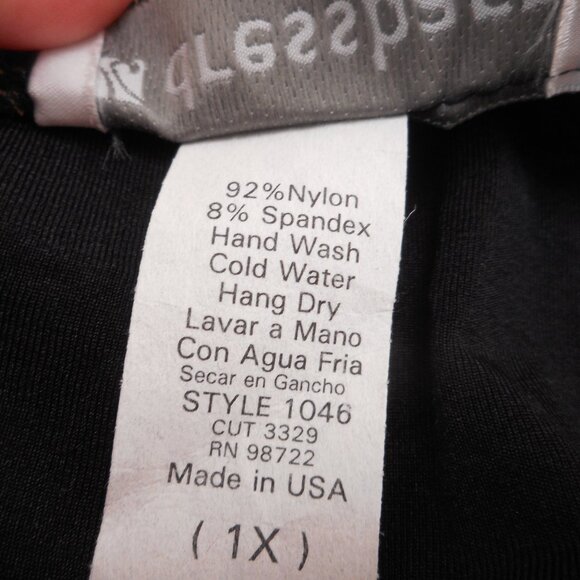 dressbarn
92%Nylon
8% Spandex
Hand Wash
Cold Water
Hang Dry
Lavar a Mano
Con Agua Fria
Secar en Gancho
STYLE 1046
CUT 3329
RN 98722
Made in USA
( 1X )